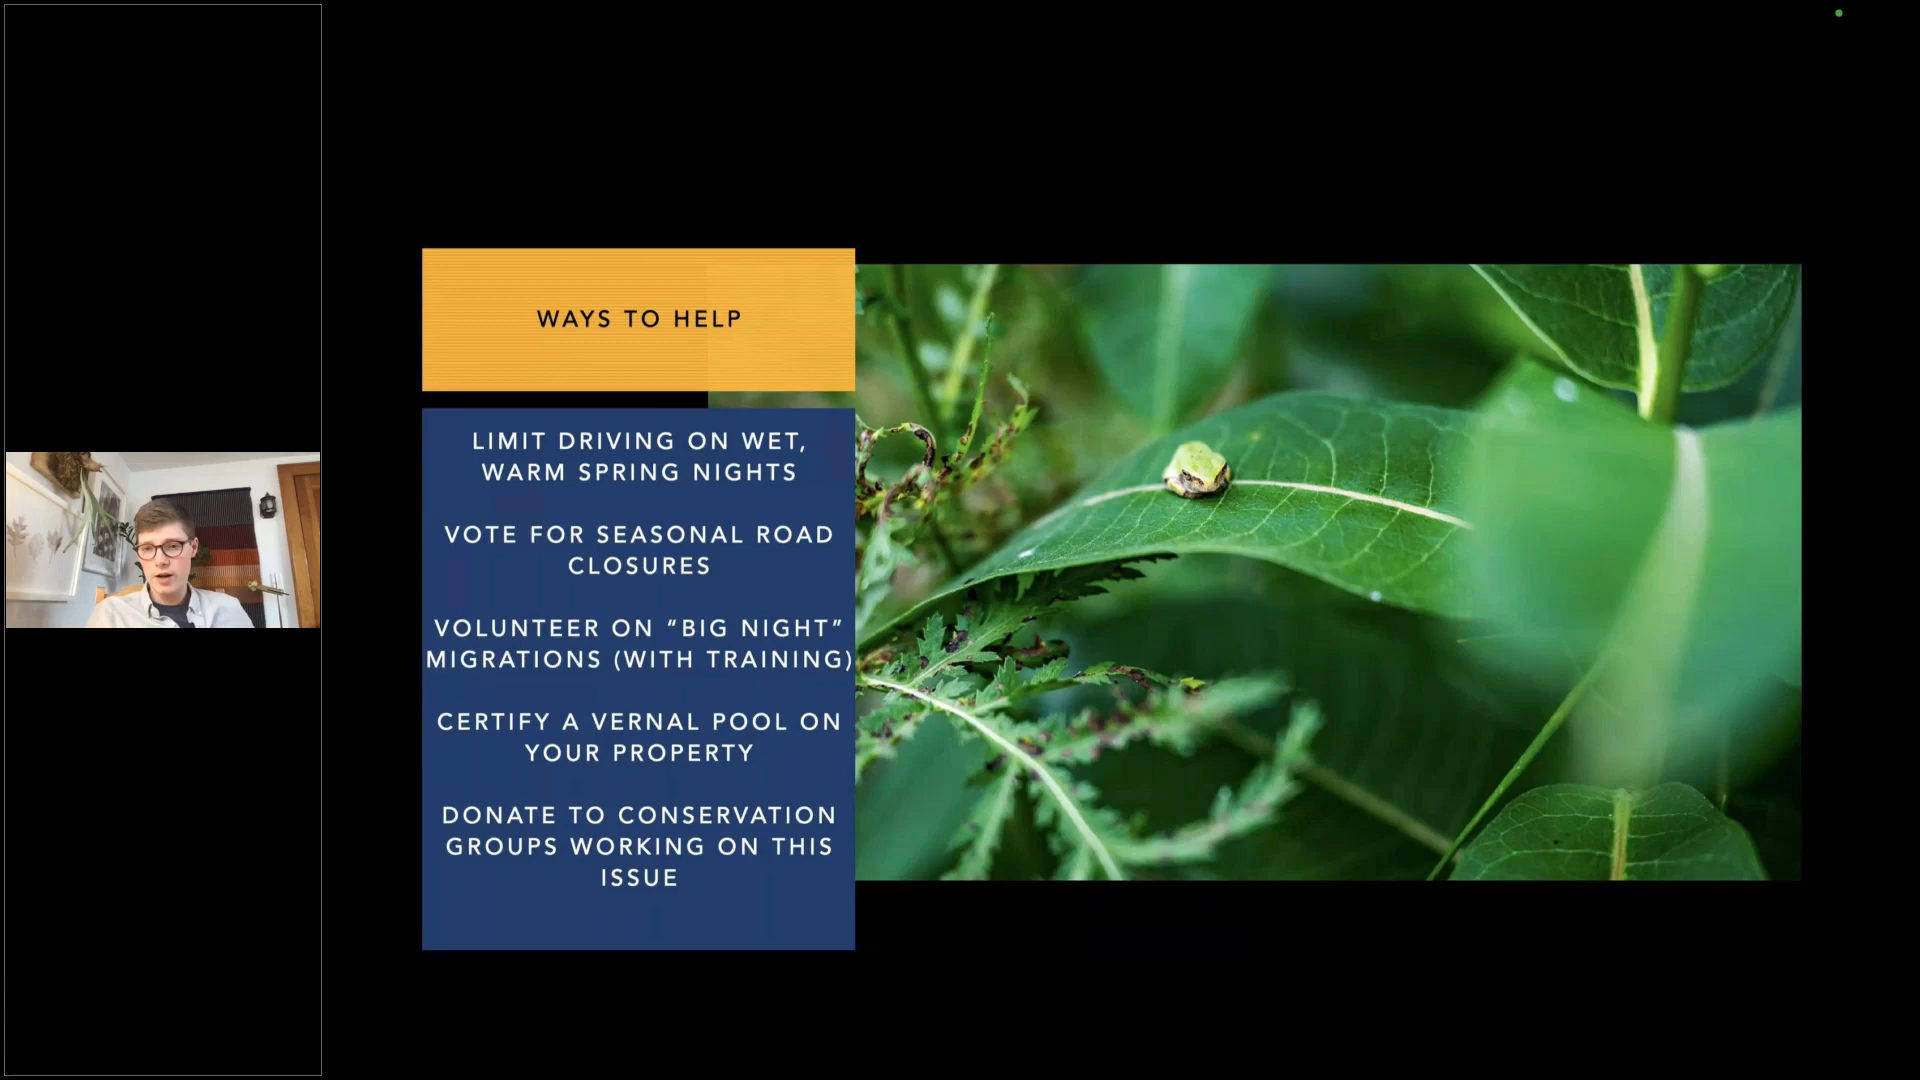 WAYS TO HELP
LIMIT DRIVING ON WET,
WARM SPRING NIGHTS
VOTE FOR SEASONAL ROAD
CLOSURES
VOLUNTEER ON “BIG NIGHT”
MIGRATIONS (WITH TRAINING)
CERTIFY A VERNAL POOL ON
YOUR PROPERTY
DONATE TO CONSERVATION
GROUPS WORKING ON THIS
ISSUE